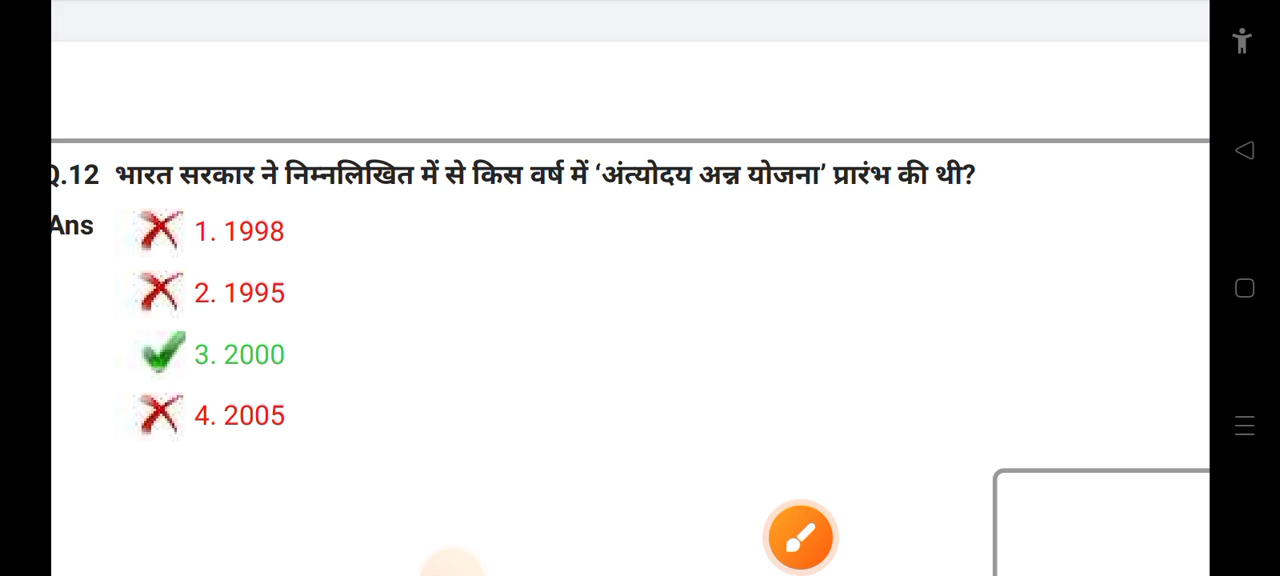 Q.12 भारत सरकार ने निम्नलिखित में से किस वर्ष में ‘अंत्योदय अन्न योजना’ प्रारंभ की थी?
Ans 1. 1998
2. 1995
3. 2000
4. 2005